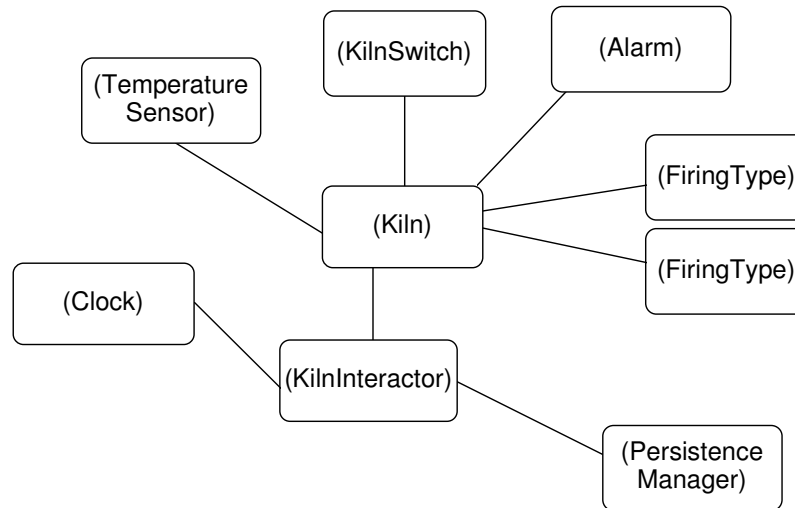 (KilnSwitch)
(Alarm)
(Temperature
Sensor)
(FiringType)
(Kiln)
(FiringType)
(Clock)
(KilnInteractor)
(Persistence
Manager)